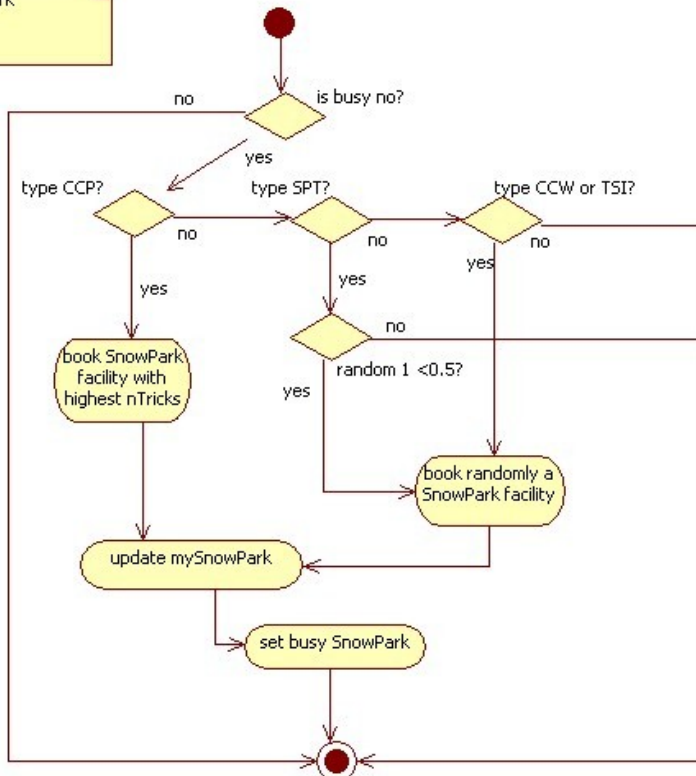 is busy no?
no
yes
type CCP?
type SPT?
type CCW or TSI?
no
no
no
yes
yes
yes
no
random 1 <0.5?
yes
book SnowPark
facility with
highest nTricks
book randomly a
SnowPark facility
update mySnowPark
set busy SnowPark